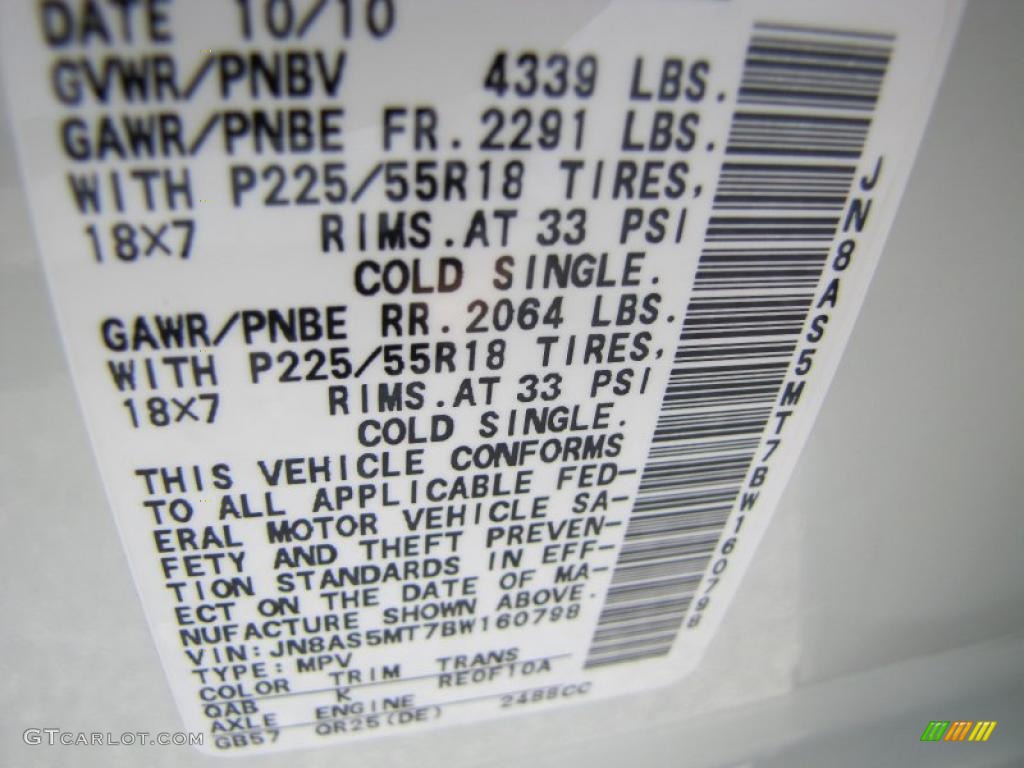 DATE 10/10
GVWR/PNBV 4339 LBS.
GAWR/PNBE FR. 2291 LBS.
WITH P225/55R18 TIRES,
18X7 RIMS. AT 33 PSI
COLD SINGLE.
GAWR/PNBE RR. 2064 LBS.
WITH P225/55R18 TIRES,
18X7 RIMS. AT 33 PSI
COLD SINGLE.
THIS VEHICLE CONFORMS
TO ALL APPLICABLE FED-
ERAL MOTOR VEHICLE SA-
FETY AND THEFT PREVEN-
TION STANDARDS IN EFF-
ECT ON THE DATE OF MA-
NUFACTURE SHOWN ABOVE.
VIN: JN8AS5MT7BW160798
TYPE: MPV
COLOR TRIM TRANS
QAB K RE0F10A
AXLE ENGINE
GB57 QR25(DE) 2488CC
JN8AS5MT7BW160798
GTCARLOT.COM